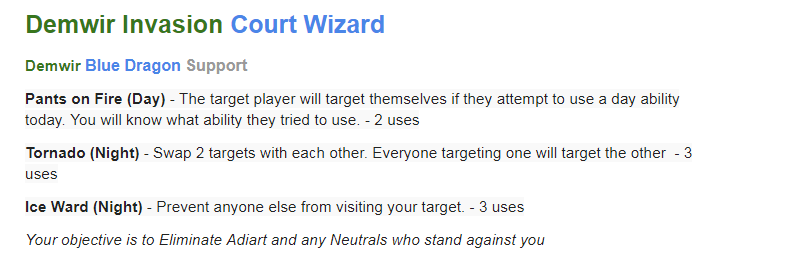 Demwir Invasion Court Wizard
Demwir Blue Dragon Support
Pants on Fire (Day) - The target player will target themselves if they attempt to use a day ability
today. You will know what ability they tried to use. - 2 uses
Tornado (Night) - Swap 2 targets with each other. Everyone targeting one will target the other  - 3
uses
Ice Ward (Night) - Prevent anyone else from visiting your target. - 3 uses
Your objective is to Eliminate Adiart and any Neutrals who stand against you